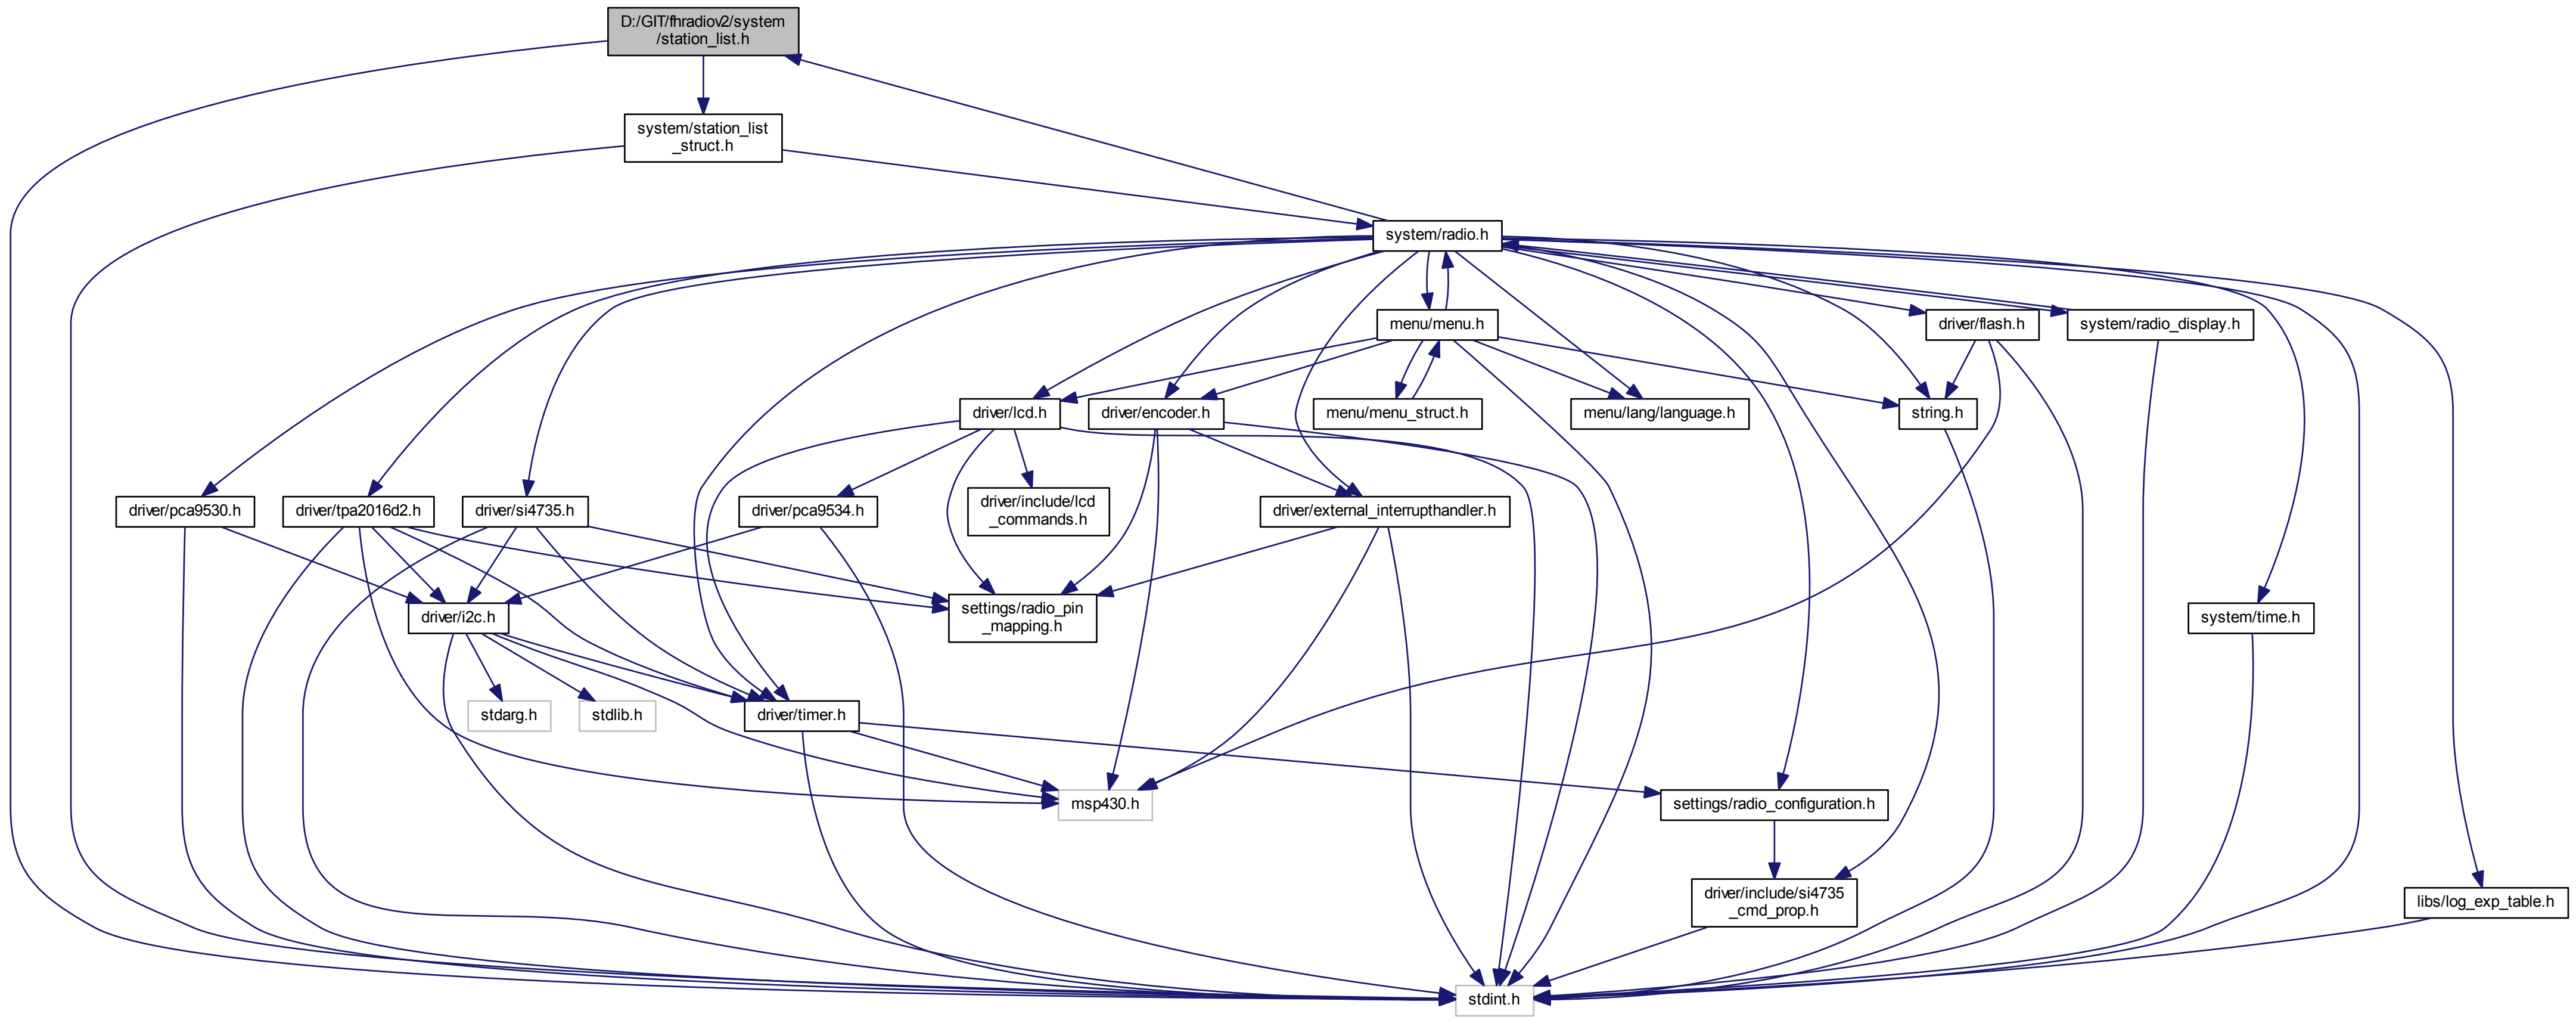 D:/GIT/fhradiov2/system
/station_list.h
system/station_list
_struct.h
system/radio.h
menu/menu.h
driver/flash.h
system/radio_display.h
driver/lcd.h
driver/encoder.h
menu/menu_struct.h
menu/lang/language.h
string.h
driver/pca9530.h
driver/tpa2016d2.h
driver/si4735.h
driver/pca9534.h
driver/include/lcd
_commands.h
driver/external_interrupthandler.h
driver/i2c.h
settings/radio_pin
_mapping.h
system/time.h
stdarg.h
stdlib.h
driver/timer.h
msp430.h
settings/radio_configuration.h
driver/include/si4735
_cmd_prop.h
libs/log_exp_table.h
stdint.h